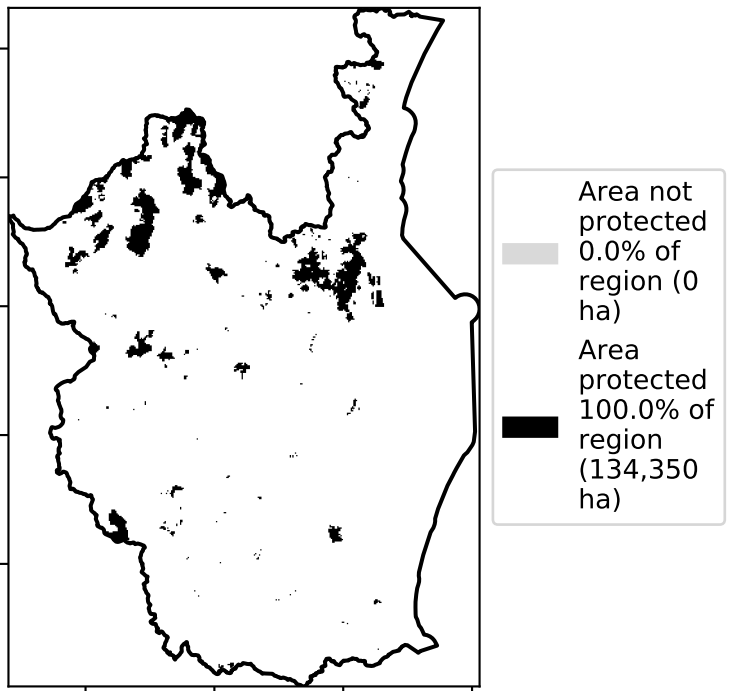 Area not
protected
0.0% of
region (0
ha)
Area
protected
100.0% of
region
(134,350
ha)